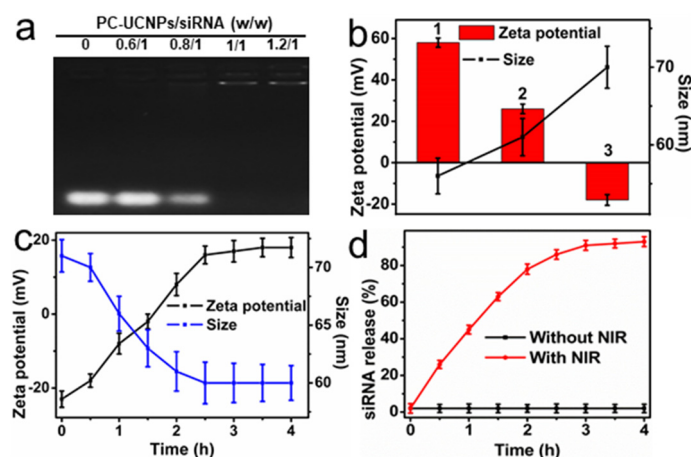 a
PC-UCNPs/siRNA (w/w)
0 0.6/1 0.8/1 1/1 1.2/1
b
Zeta potential
Size
1
2
3
60
40
20
0
-20
Zeta potential (mV)
70
60
Size (nm)
c
Zeta potential
Size
20
0
-20
Zeta potential (mV)
70
65
60
Size (nm)
0 1 2 3 4
Time (h)
d
Without NIR
With NIR
80
40
0
siRNA release (%)
0 1 2 3 4
Time (h)